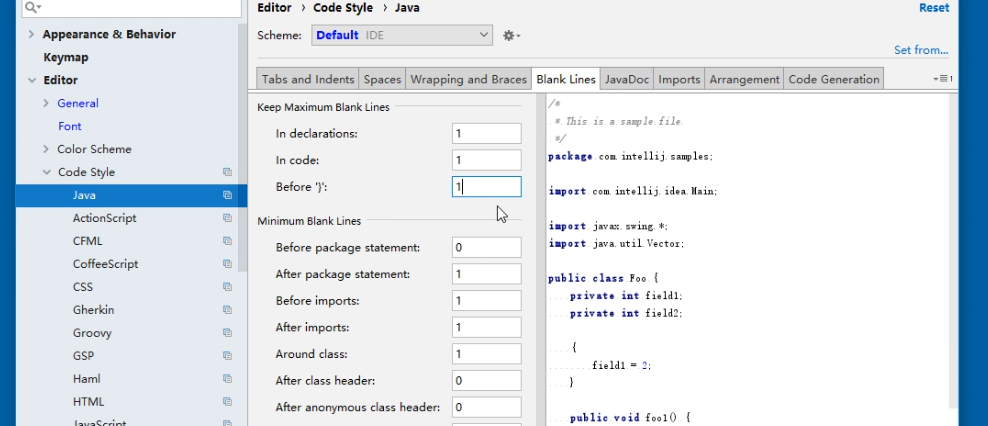 Editor › Code Style › Java
Reset
Scheme: Default IDE
Set from...
Appearance & Behavior
Keymap
Editor
General
Font
Color Scheme
Code Style
Java
ActionScript
CFML
CoffeeScript
CSS
Gherkin
Groovy
GSP
Haml
HTML
JavaScript
Tabs and Indents Spaces Wrapping and Braces Blank Lines JavaDoc Imports Arrangement Code Generation
1
Keep Maximum Blank Lines
In declarations: 1
In code: 1
Before '}': 1
Minimum Blank Lines
Before package statement: 0
After package statement: 1
Before imports: 1
After imports: 1
Around class: 1
After class header: 0
After anonymous class header: 0
/*
 * This is a sample file.
 */
package com.intellij.samples;
import com.intellij.idea.Main;
import javax.swing.*;
import java.util.Vector;
public class Foo {
    private int field1;
    private int field2;
    {
        field1 = 2;
    }
    public void foo1() {